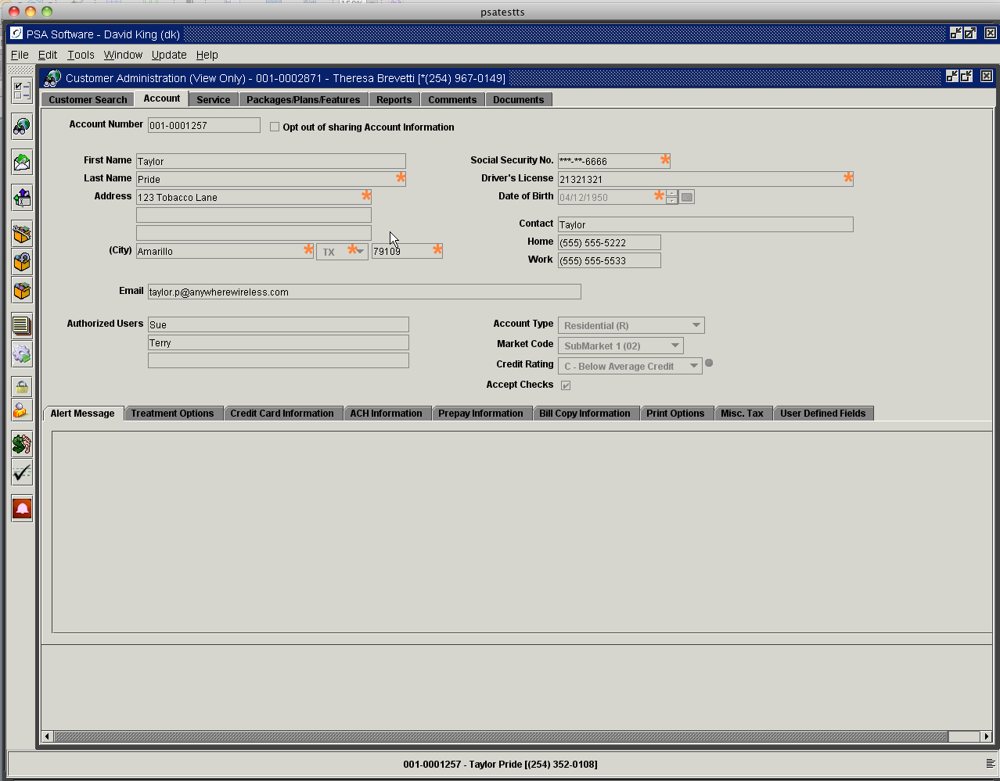 psatestts
PSA Software - David King (dk)
File Edit Tools Window Update Help
Customer Administration (View Only) - 001-0002871 - Theresa Brevetti [*(254) 967-0149]
Customer Search Account Service Packages/Plans/Features Reports Comments Documents
Account Number 001-0001257 Opt out of sharing Account Information
First Name Taylor Social Security No. ***-**-6666 *
Last Name Pride * Driver's License 21321321 *
Address 123 Tobacco Lane * Date of Birth 04/12/1950 *
Contact Taylor
Home (555) 555-5222
(City) Amarillo * TX * 79109 *
Work (555) 555-5533
Email taylor.p@anywherewireless.com
Authorized Users Sue Account Type Residential (R)
Terry Market Code SubMarket 1 (02)
Credit Rating C - Below Average Credit
Accept Checks
Alert Message Treatment Options Credit Card Information ACH Information Prepay Information Bill Copy Information Print Options Misc. Tax User Defined Fields
001-0001257 - Taylor Pride [(254) 352-0108]